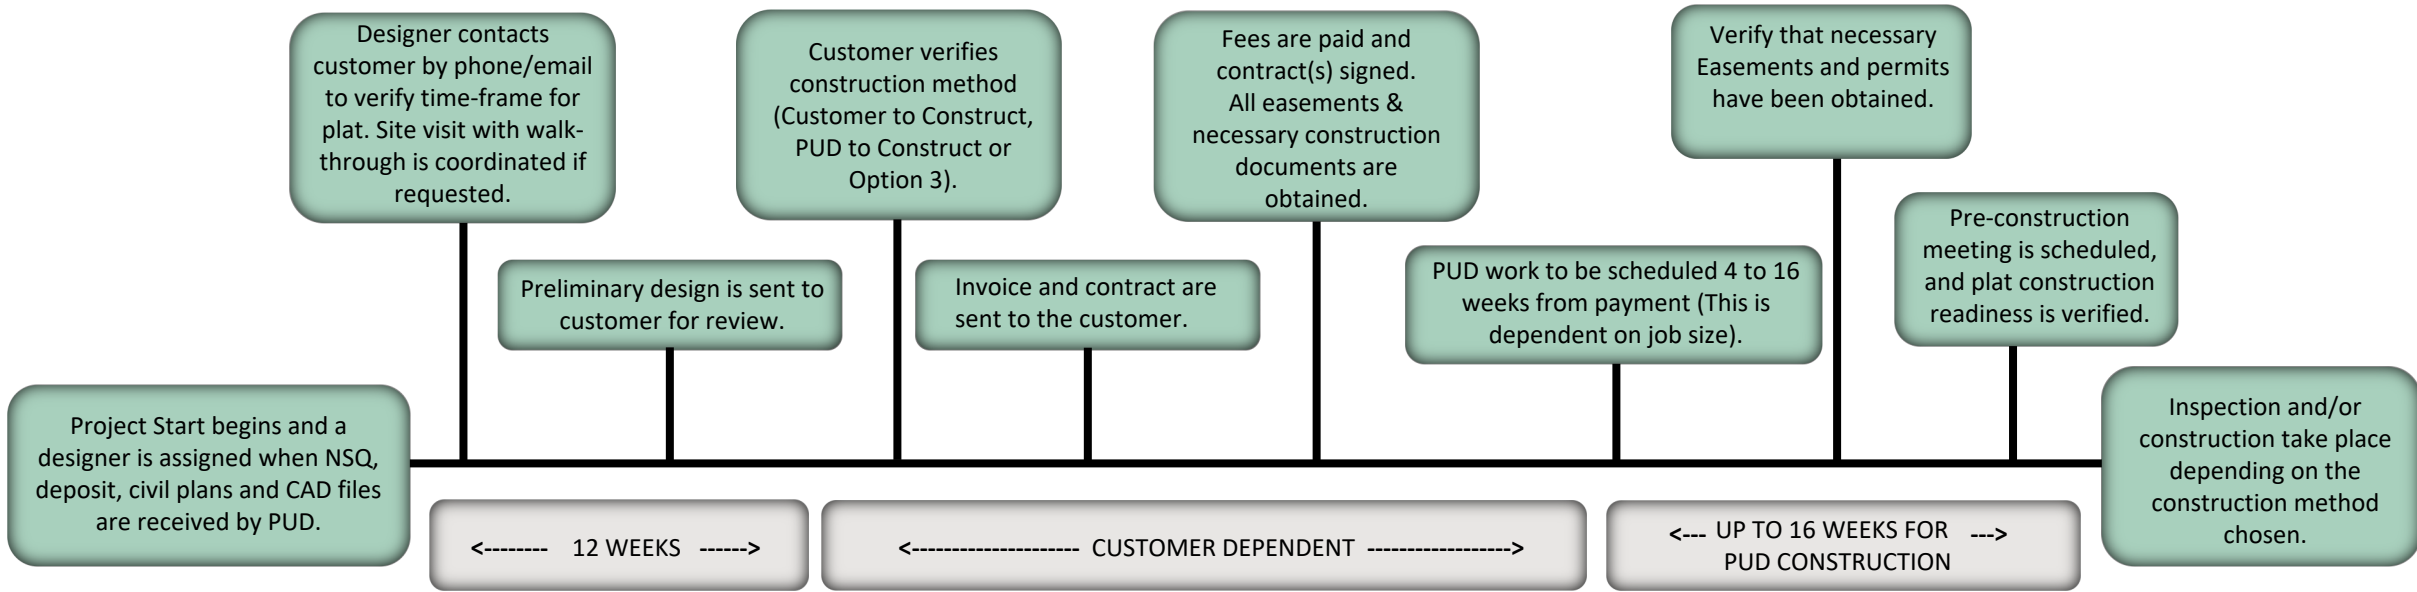 Project Start begins and a
designer is assigned when NSQ,
deposit, civil plans and CAD files
are received by PUD.
Designer contacts
customer by phone/email
to verify time-frame for
plat. Site visit with walk-
through is coordinated if
requested.
Preliminary design is sent to
customer for review.
Customer verifies
construction method
(Customer to Construct,
PUD to Construct or
Option 3).
Invoice and contract are
sent to the customer.
Fees are paid and
contract(s) signed.
All easements &
necessary construction
documents are
obtained.
PUD work to be scheduled 4 to 16
weeks from payment (This is
dependent on job size).
Verify that necessary
Easements and permits
have been obtained.
Pre-construction
meeting is scheduled,
and plat construction
readiness is verified.
Inspection and/or
construction take place
depending on the
construction method
chosen.
<-------- 12 WEEKS ------>
<--------------------- CUSTOMER DEPENDENT ------------------>
<--- UP TO 16 WEEKS FOR --->
PUD CONSTRUCTION